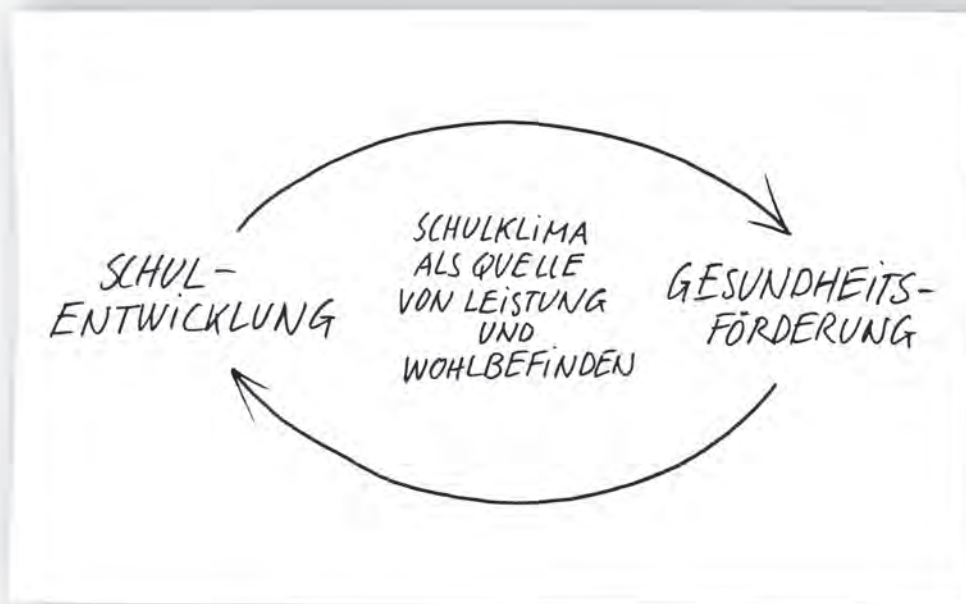 SCHUL-
ENTWICKLUNG
SCHULKLIMA
ALS QUELLE
VON LEISTUNG
UND
WOHLBEFINDEN
GESUNDHEITS-
FÖRDERUNG